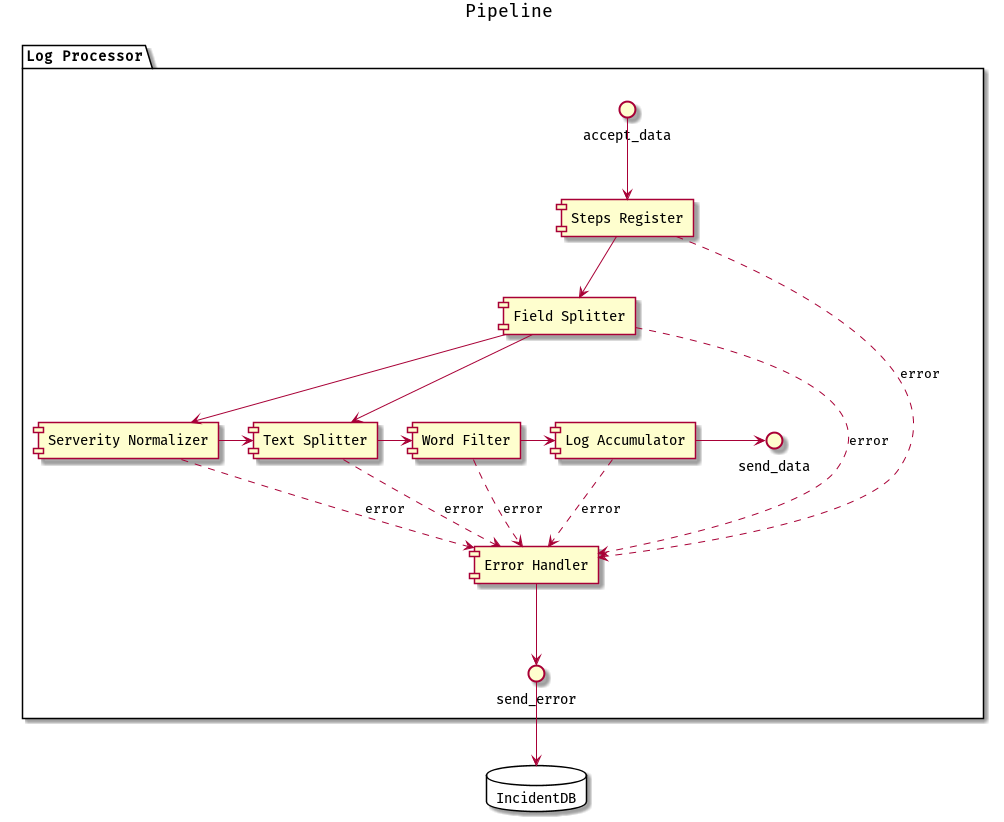 Pipeline
Log Processor
accept_data
Steps Register
Field Splitter
error
Serverity Normalizer
Text Splitter
Word Filter
Log Accumulator
error
send_data
error
error
error
error
Error Handler
send_error
IncidentDB